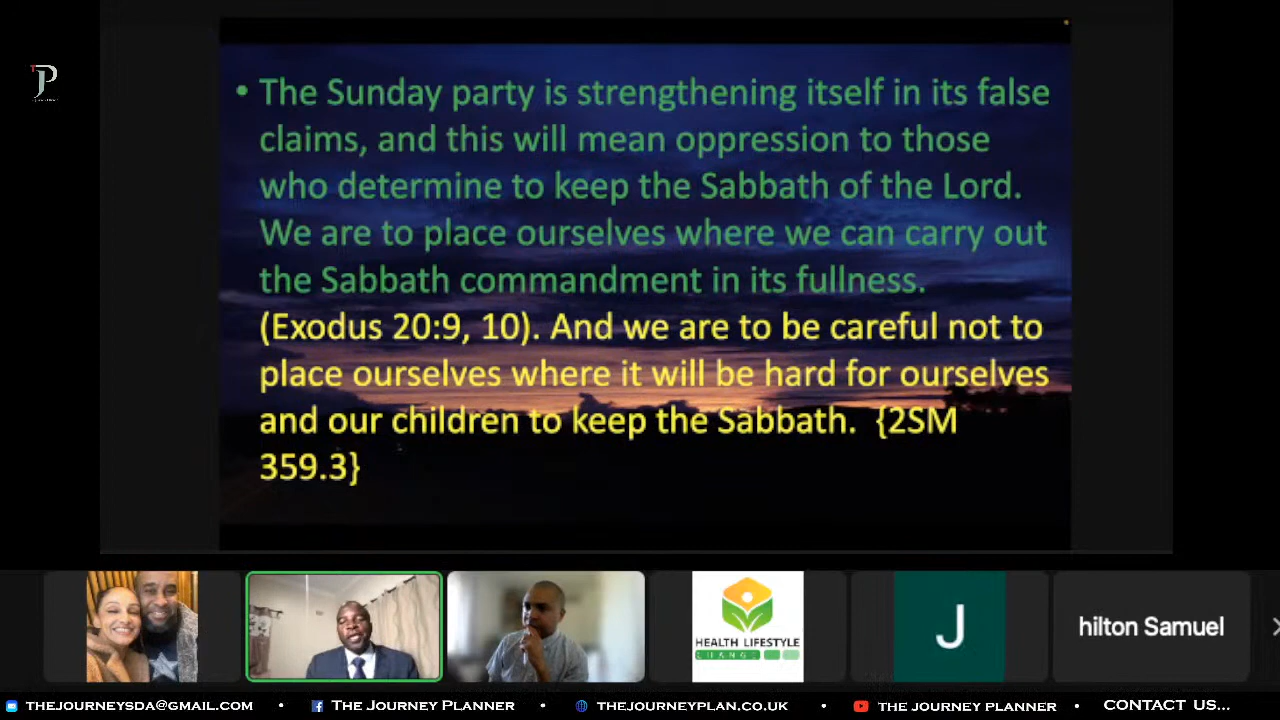 JP
• The Sunday party is strengthening itself in its false
claims, and this will mean oppression to those
who determine to keep the Sabbath of the Lord.
We are to place ourselves where we can carry out
the Sabbath commandment in its fullness.
(Exodus 20:9, 10). And we are to be careful not to
place ourselves where it will be hard for ourselves
and our children to keep the Sabbath. {2SM
359.3}
HEALTH LIFESTYLE
CHANGE
J
hilton Samuel
THEJOURNEYSDA@GMAIL.COM • THE JOURNEY PLANNER • THEJOURNEYPLAN.CO.UK • THE JOURNEY PLANNER • CONTACT US...